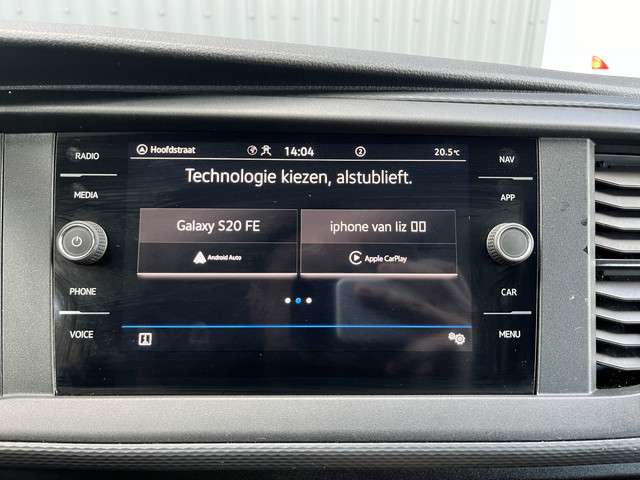 RADIO
MEDIA
PHONE
VOICE
Hoofdstraat
14:04
2
20.5°C
Technologie kiezen, alstublieft.
Galaxy S20 FE
Android Auto
iphone van liz
Apple CarPlay
NAV
APP
CAR
MENU